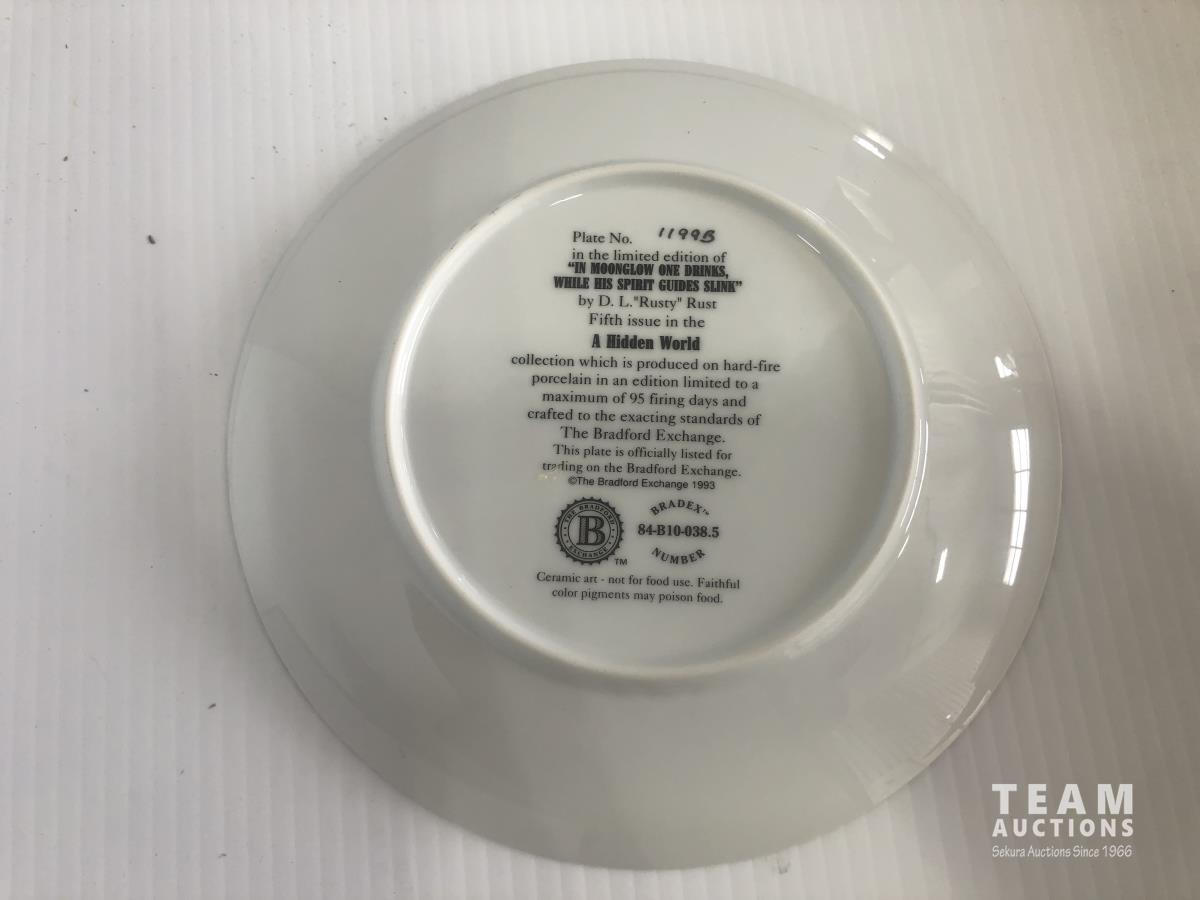 Plate No. 1199B
in the limited edition of
"IN MOONGLOW ONE DRINKS,
WHILE HIS SPIRIT GUIDES SLINK"
by D. L."Rusty" Rust
Fifth issue in the
A Hidden World
collection which is produced on hard-fire
porcelain in an edition limited to a
maximum of 95 firing days and
crafted to the exacting standards of
The Bradford Exchange.
This plate is officially listed for
trading on the Bradford Exchange.
©The Bradford Exchange 1993
THE BRADFORD
B
EXCHANGE
TM
BRADEX™
84-B10-038.5
NUMBER
Ceramic art - not for food use. Faithful
color pigments may poison food.
TEAM
AUCTIONS
Sekura Auctions Since 1966